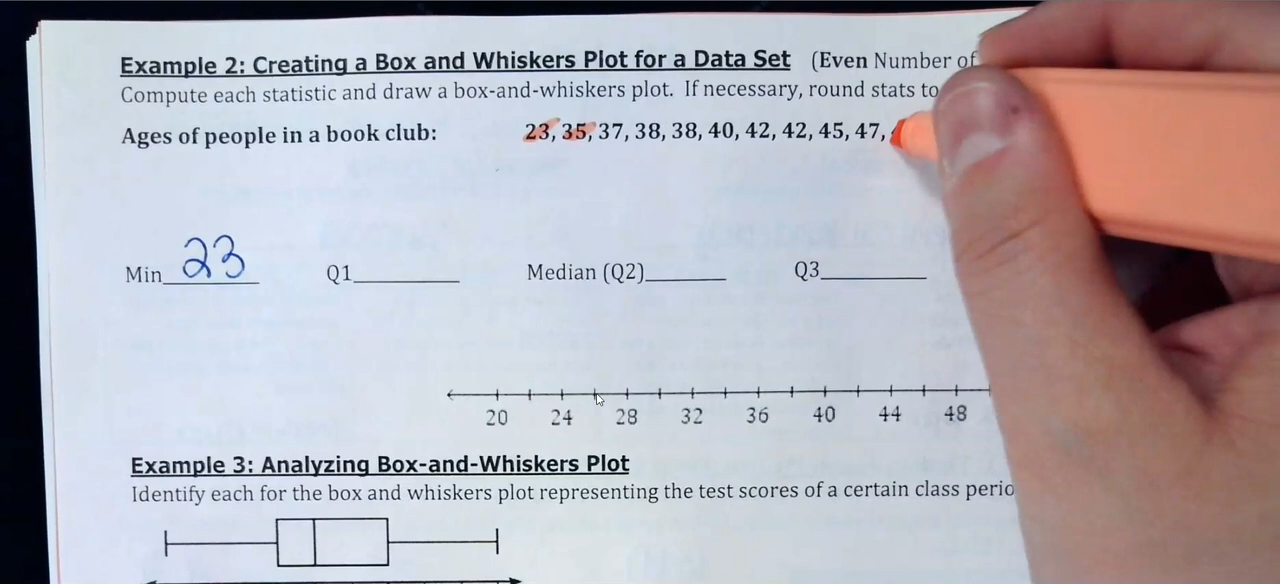 Example 2: Creating a Box and Whiskers Plot for a Data Set (Even Number of
Compute each statistic and draw a box-and-whiskers plot. If necessary, round stats to
Ages of people in a book club: 23, 35, 37, 38, 38, 40, 42, 42, 45, 47,
Min 23 Q1 Median (Q2) Q3
20 24 28 32 36 40 44 48
Example 3: Analyzing Box-and-Whiskers Plot
Identify each for the box and whiskers plot representing the test scores of a certain class